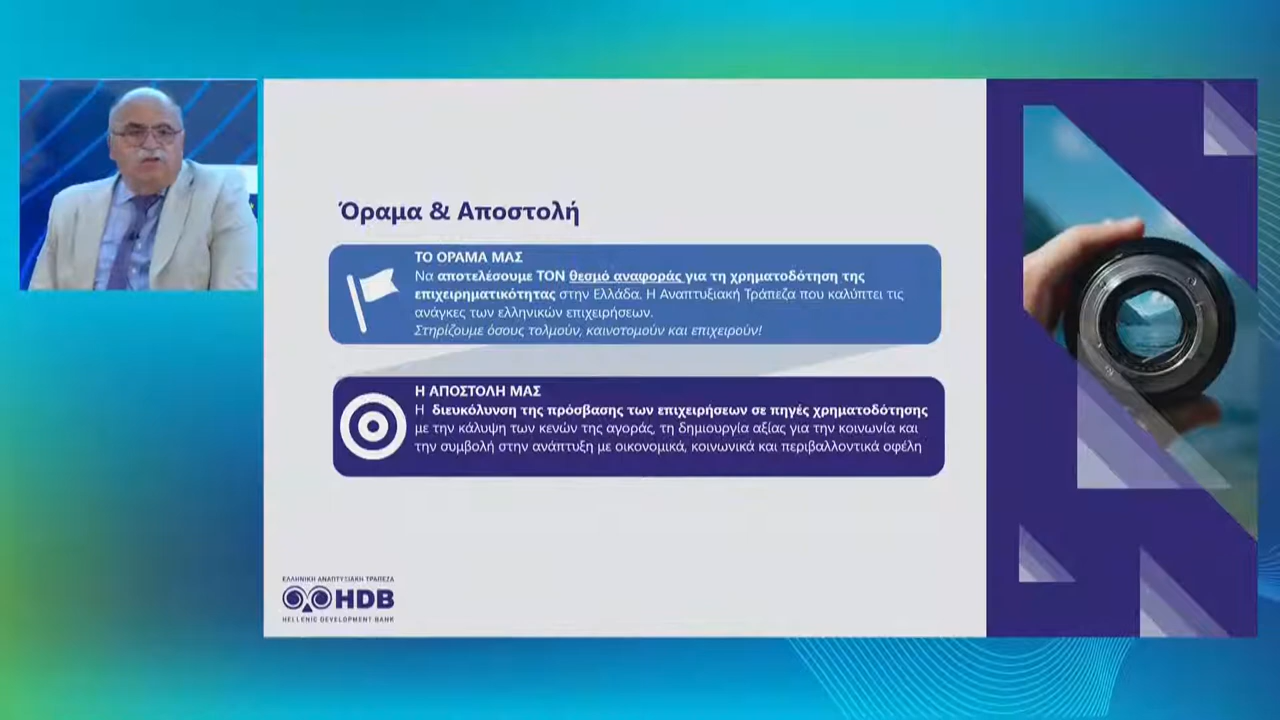 Όραμα & Αποστολή
ΤΟ ΟΡΑΜΑ ΜΑΣ
Να αποτελέσουμε ΤΟΝ θεσμό αναφοράς για τη χρηματοδότηση της
επιχειρηματικότητας στην Ελλάδα. Η Αναπτυξιακή Τράπεζα που καλύπτει τις
ανάγκες των ελληνικών επιχειρήσεων.
Στηρίζουμε όσους τολμούν, καινοτομούν και επιχειρούν!
Η ΑΠΟΣΤΟΛΗ ΜΑΣ
Η διευκόλυνση της πρόσβασης των επιχειρήσεων σε πηγές χρηματοδότησης
με την κάλυψη των κενών της αγοράς, τη δημιουργία αξίας για την κοινωνία και
την συμβολή στην ανάπτυξη με οικονομικά, κοινωνικά και περιβαλλοντικά οφέλη
ΕΛΛΗΝΙΚΗ ΑΝΑΠΤΥΞΙΑΚΗ ΤΡΑΠΕΖΑ
HDB
HELLENIC DEVELOPMENT BANK